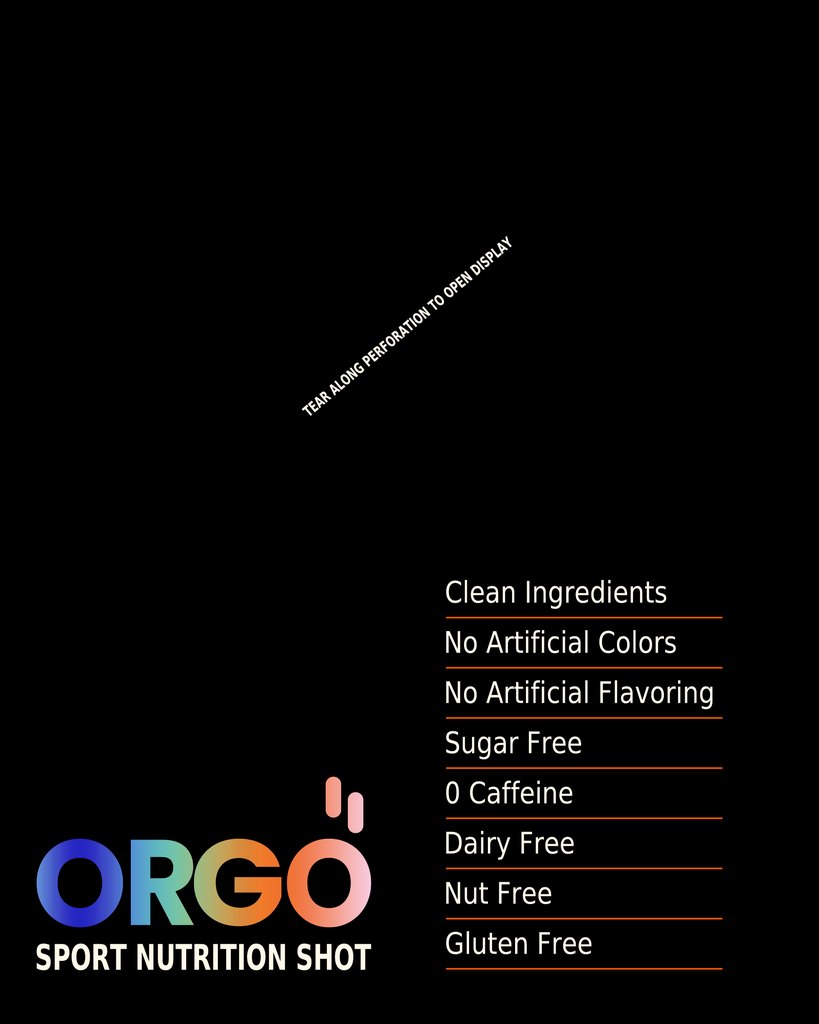 TEAR ALONG PERFORATION TO OPEN DISPLAY
Clean Ingredients
No Artificial Colors
No Artificial Flavoring
Sugar Free
0 Caffeine
Dairy Free
Nut Free
Gluten Free
ORGO
SPORT NUTRITION SHOT